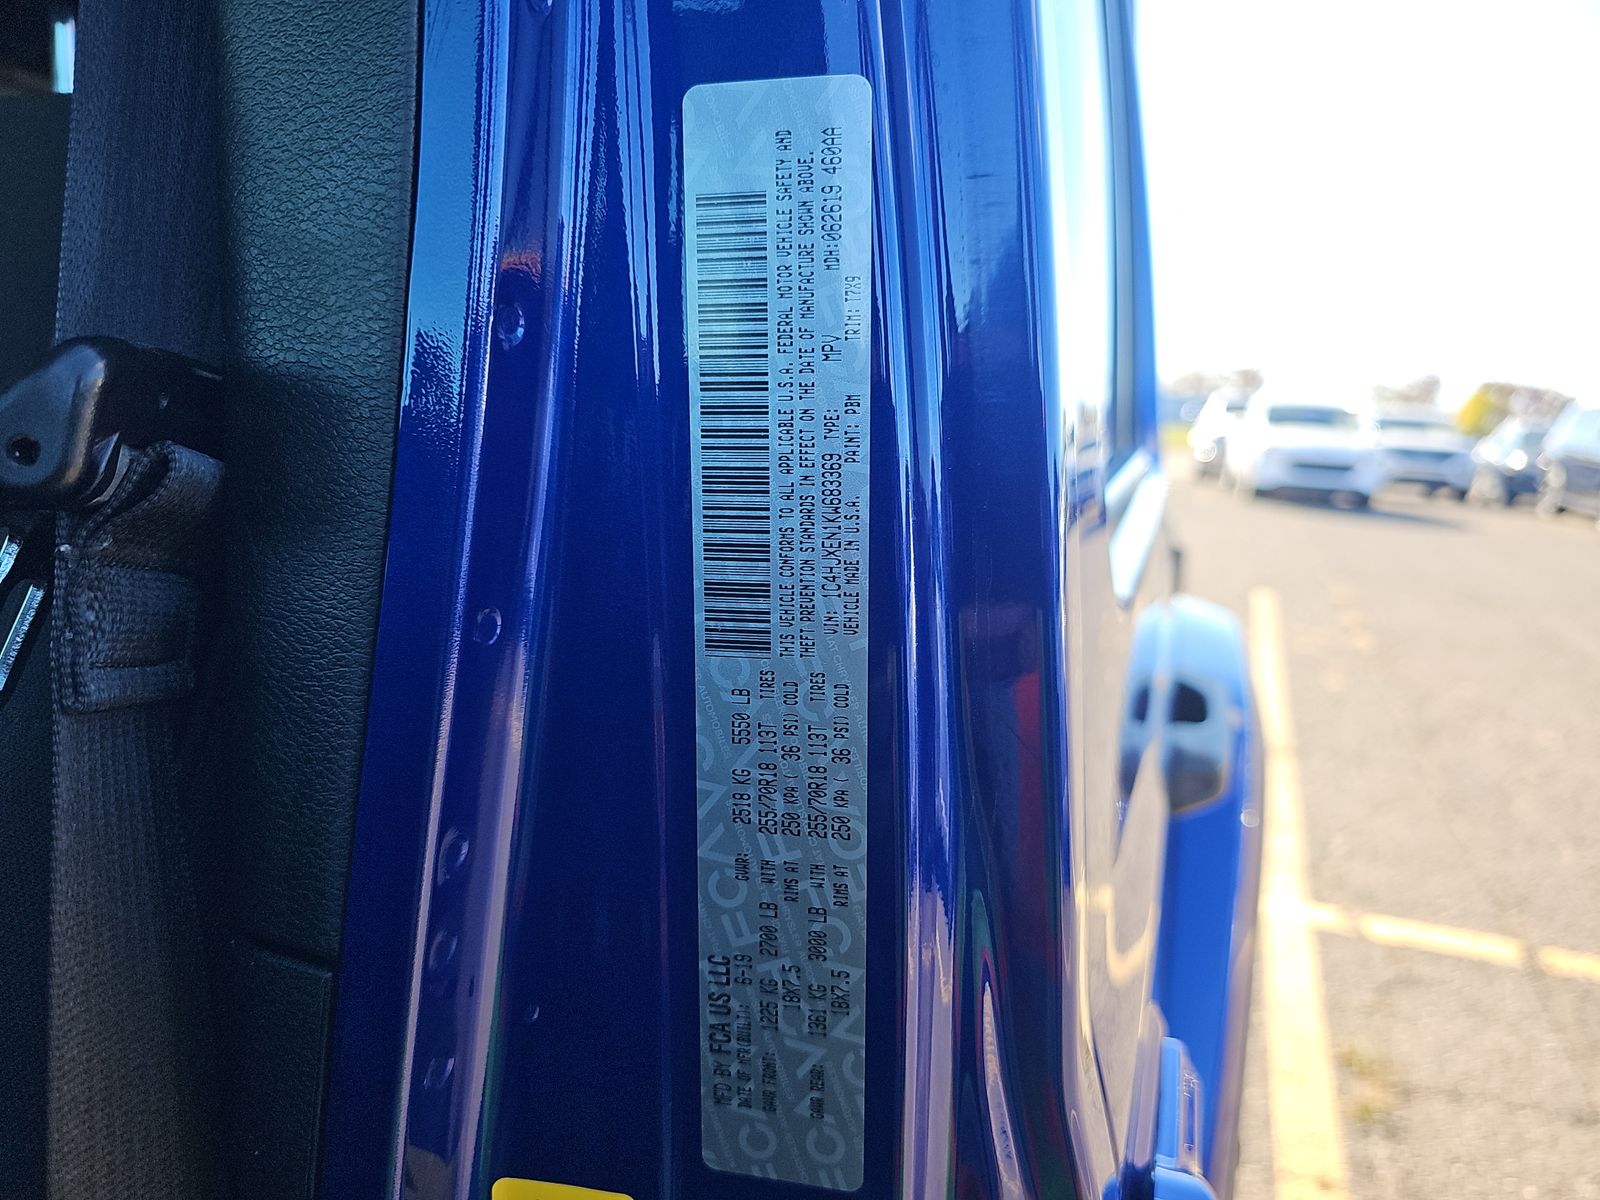 MFD BY FCA US LLC
DATE OF MFR(BUILT): 6-19 GVWR: 2518 KG 5550 LB
GAWR FRONT: 1225 KG 2700 LB WITH 255/70R18 113T TIRES
18X7.5 RIMS AT 250 KPA ( 36 PSI) COLD
GAWR REAR: 1361 KG 3000 LB WITH 255/70R18 113T TIRES
18X7.5 RIMS AT 250 KPA ( 36 PSI) COLD
THIS VEHICLE CONFORMS TO ALL APPLICABLE U.S.A. FEDERAL MOTOR VEHICLE SAFETY AND
THEFT PREVENTION STANDARDS IN EFFECT ON THE DATE OF MANUFACTURE SHOWN ABOVE.
VIN: 1C4HJXEN1KW683369 TYPE: MPV MDH:062619 460AA
VEHICLE MADE IN U.S.A. PAINT: PBM TRIM: T7X9